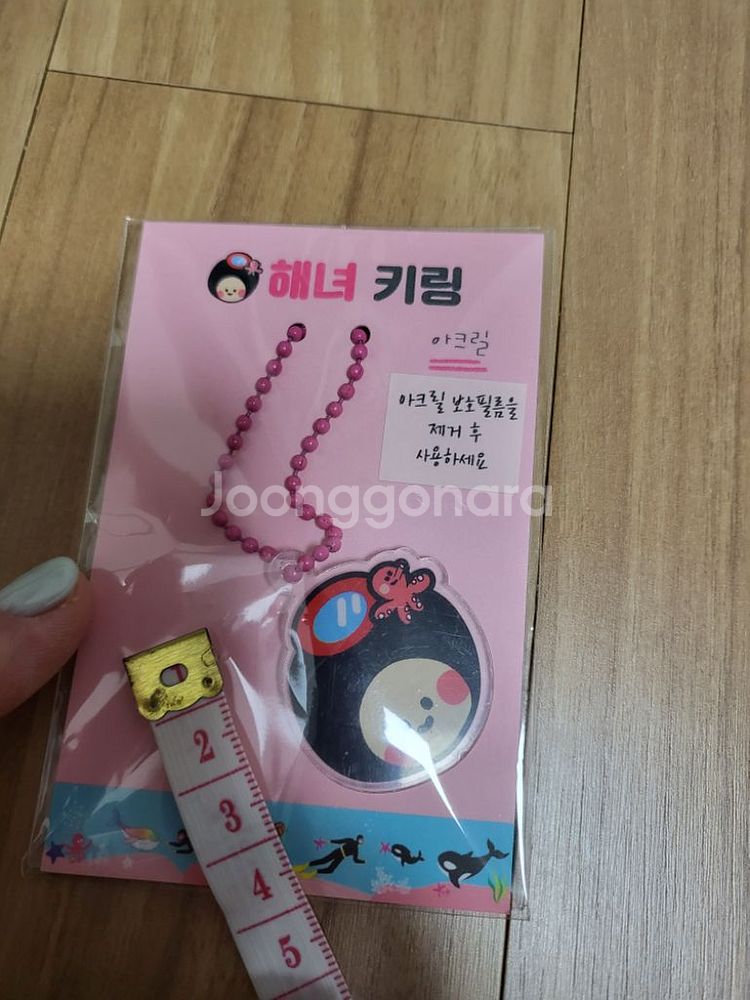 해녀 키링
아크릴
아크릴 보호필름을
제거 후
사용하세요
Joonggonara
2
3
4
5